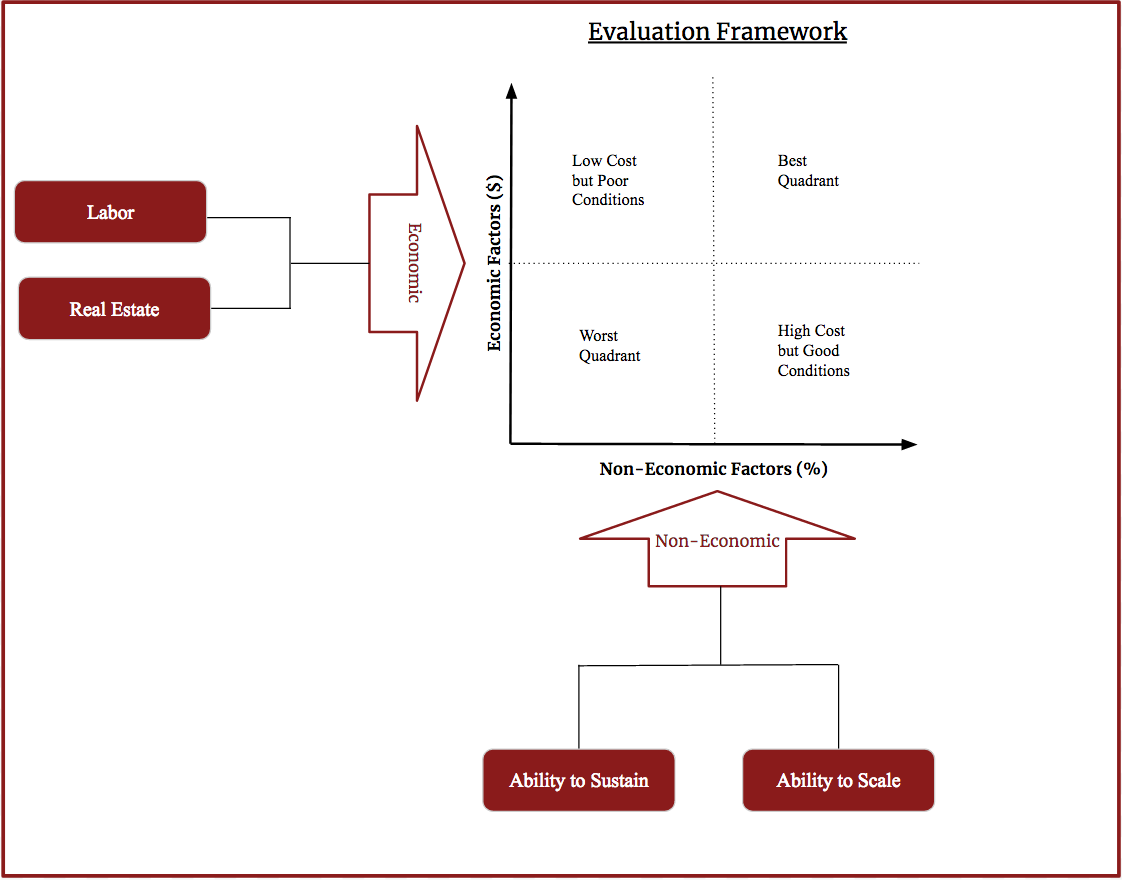 Evaluation Framework
Low Cost
but Poor
Conditions
Best
Quadrant
Labor
Real Estate
Economic
Economic Factors ($)
Worst
Quadrant
High Cost
but Good
Conditions
Non-Economic Factors (%)
Non-Economic
Ability to Sustain
Ability to Scale